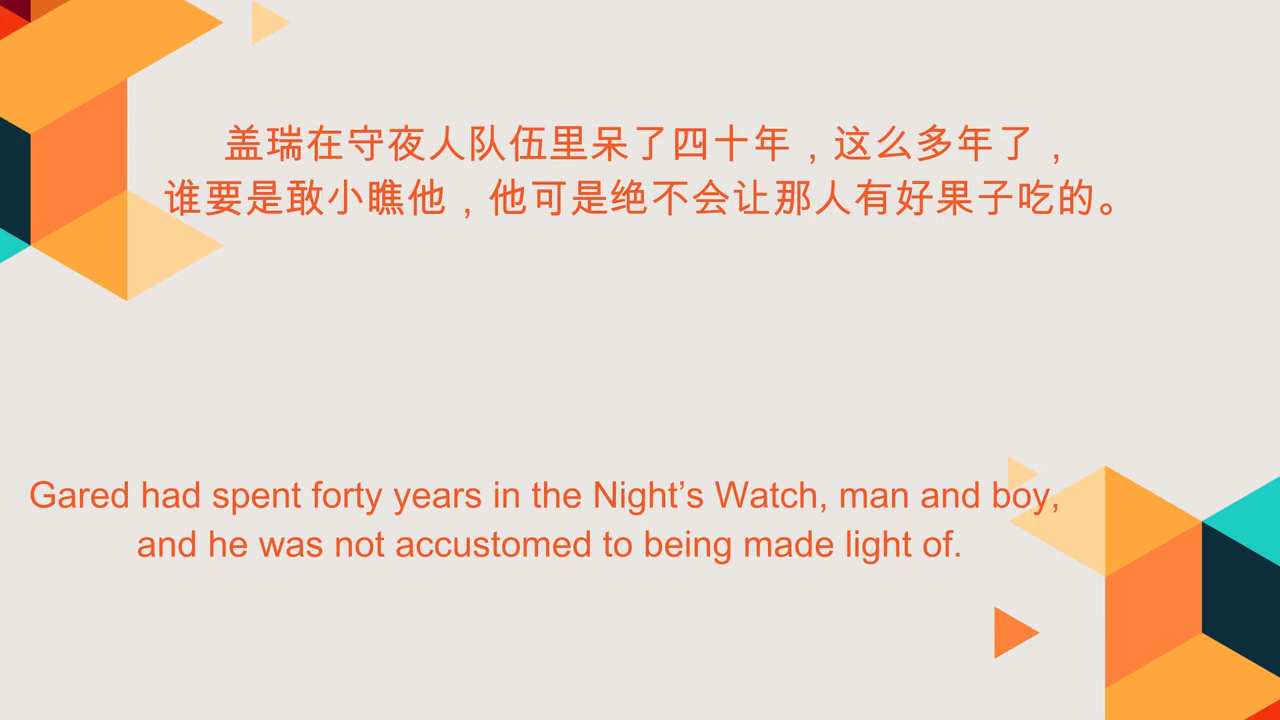 盖瑞在守夜人队伍里呆了四十年，这么多年了，
谁要是敢小瞧他，他可是绝不会让那人有好果子吃的。
Gared had spent forty years in the Night’s Watch, man and boy,
and he was not accustomed to being made light of.